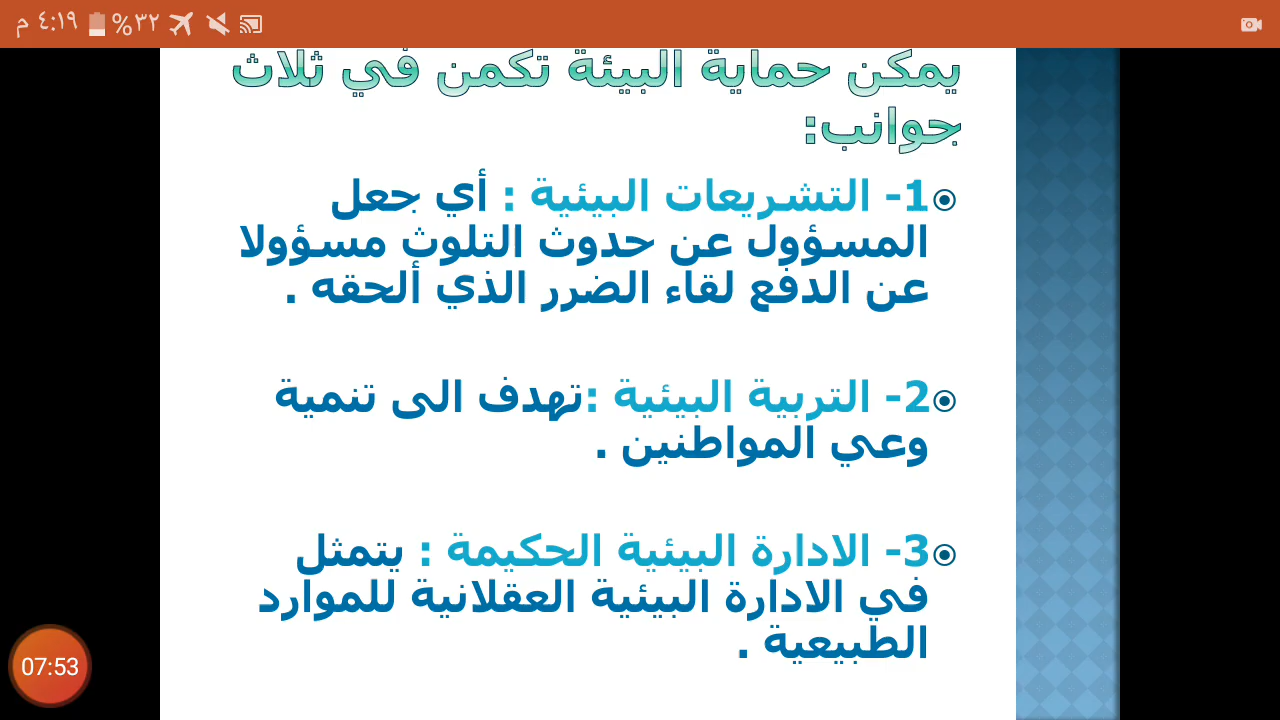 م ٤:١٩ %٣٢
يمكن حماية البيئة تكمن في ثلاث
جوانب:
1- التشريعات البيئية : أي جعل
المسؤول عن حدوث التلوث مسؤولا
عن الدفع لقاء الضرر الذي ألحقه .
2- التربية البيئية :تهدف الى تنمية
وعي المواطنين .
3- الادارة البيئية الحكيمة : يتمثل
في الادارة البيئية العقلانية للموارد
الطبيعية .
07:53